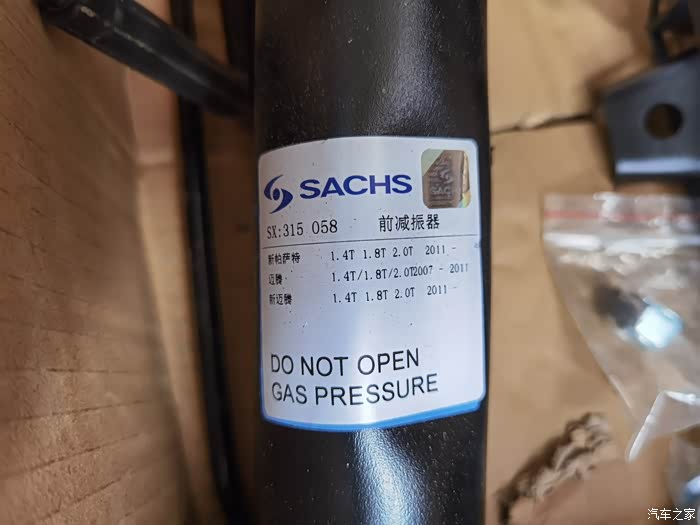 SACHS
SX:315 058 前减振器
新帕萨特 1.4T 1.8T 2.0T 2011 -
迈腾 1.4T/1.8T/2.0T2007 - 2011
新迈腾 1.4T 1.8T 2.0T 2011 -
DO NOT OPEN
GAS PRESSURE
汽车之家